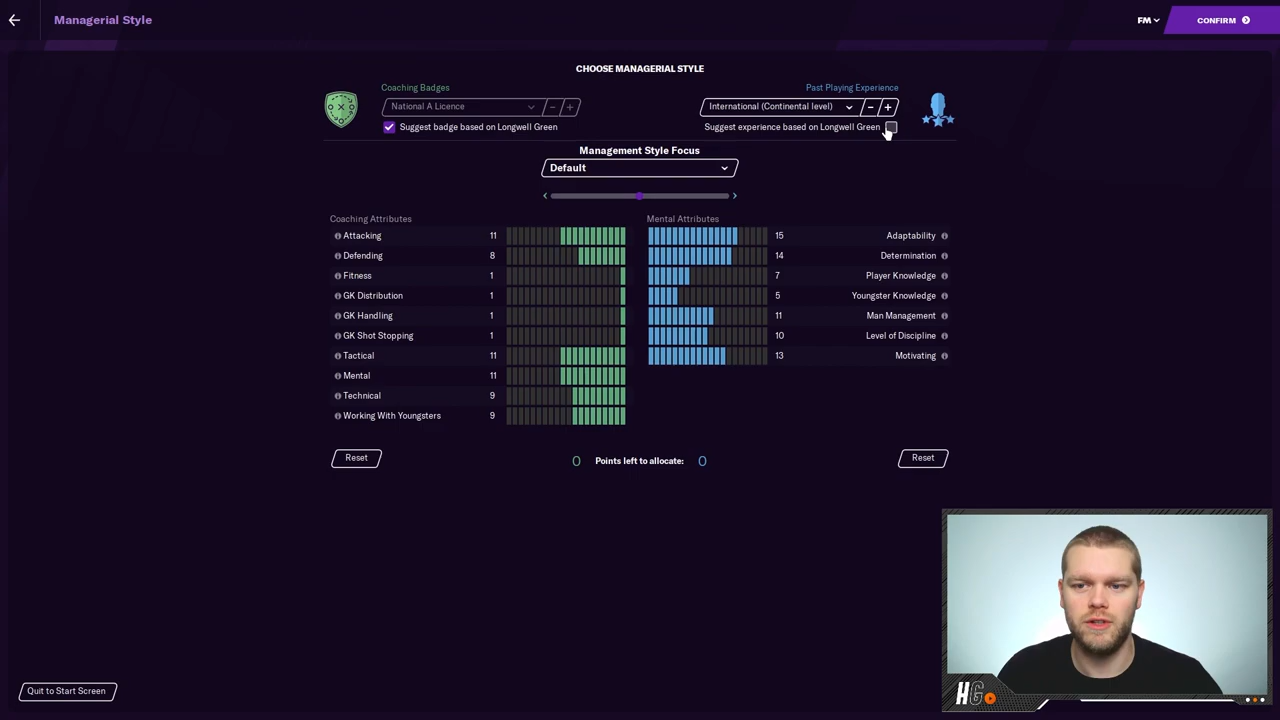 Managerial Style
FM
CONFIRM
CHOOSE MANAGERIAL STYLE
Coaching Badges
Past Playing Experience
National A Licence
International (Continental level)
Suggest badge based on Longwell Green
Suggest experience based on Longwell Green
Management Style Focus
Default
Coaching Attributes
Mental Attributes
Attacking 11
15 Adaptability
Defending 8
14 Determination
Fitness 1
7 Player Knowledge
GK Distribution 1
5 Youngster Knowledge
GK Handling 1
11 Man Management
GK Shot Stopping 1
10 Level of Discipline
Tactical 11
13 Motivating
Mental 11
Technical 9
Working With Youngsters 9
Reset
0 Points left to allocate: 0
Reset
Quit to Start Screen
HG